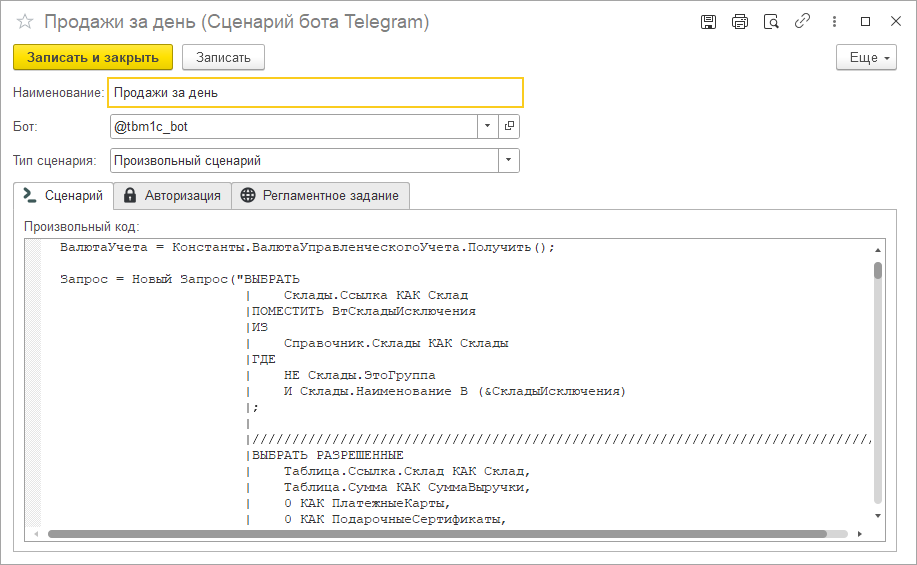 Продажи за день (Сценарий бота Telegram)
Записать и закрыть
Записать
Еще
Наименование: Продажи за день
Бот: @tbm1c_bot
Тип сценария: Произвольный сценарий
Сценарий
Авторизация
Регламентное задание
Произвольный код:
ВалютаУчета = Константы.ВалютаУправленческогоУчета.Получить();
Запрос = Новый Запрос("ВЫБРАТЬ
| Склады.Ссылка КАК Склад
|ПОМЕСТИТЬ ВтСкладыИсключения
|ИЗ
| Справочник.Склады КАК Склады
|ГДЕ
| НЕ Склады.ЭтоГруппа
| И Склады.Наименование В (&СкладыИсключения)
|;
|
|//////////////////////////////////////////////////////////////////////////////
|ВЫБРАТЬ РАЗРЕШЕННЫЕ
| Таблица.Ссылка.Склад КАК Склад,
| Таблица.Сумма КАК СуммаВыручки,
| 0 КАК ПлатежныеКарты,
| 0 КАК ПодарочныеСертификаты,